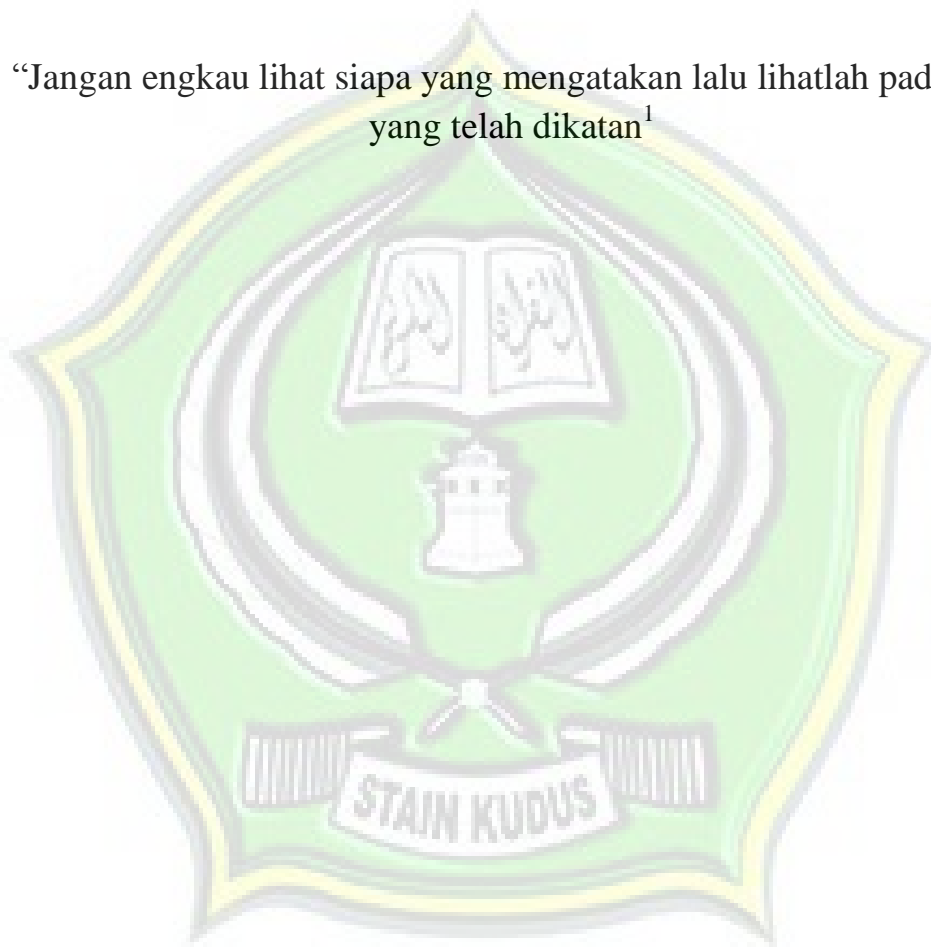 “Jangan engkau lihat siapa yang mengatakan lalu lihatlah pad
yang telah dikatan¹
STAIN KUDUS